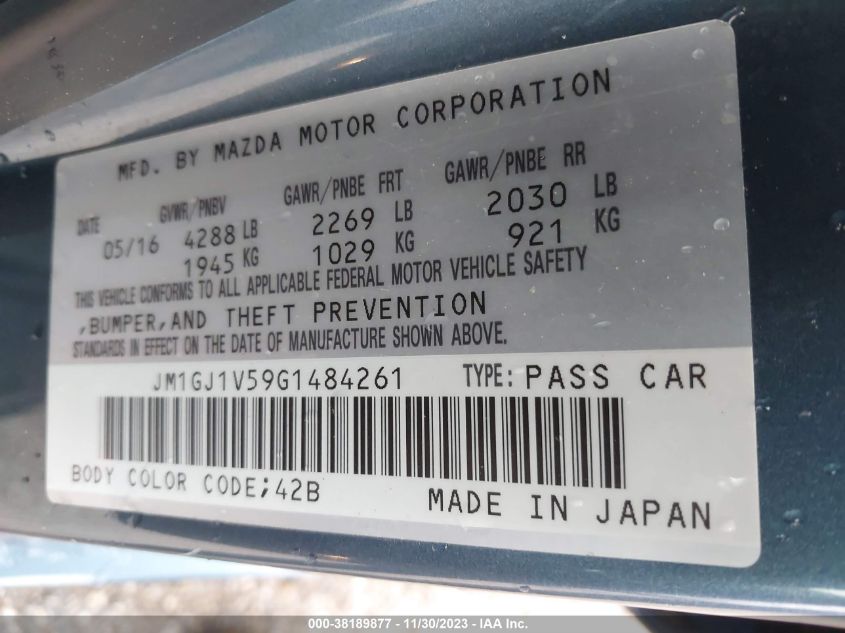 MFD. BY MAZDA MOTOR CORPORATION
DATE GVWR/PNBV GAWR/PNBE FRT GAWR/PNBE RR
05/16 4288 LB 2269 LB 2030 LB
1945 KG 1029 KG 921 KG
THIS VEHICLE CONFORMS TO ALL APPLICABLE FEDERAL MOTOR VEHICLE SAFETY
,BUMPER,AND THEFT PREVENTION
STANDARDS IN EFFECT ON THE DATE OF MANUFACTURE SHOWN ABOVE.
JM1GJ1V59G1484261 TYPE: PASS CAR
BODY COLOR CODE;42B
MADE IN JAPAN
000-38189877 - 11/30/2023 - IAA Inc.